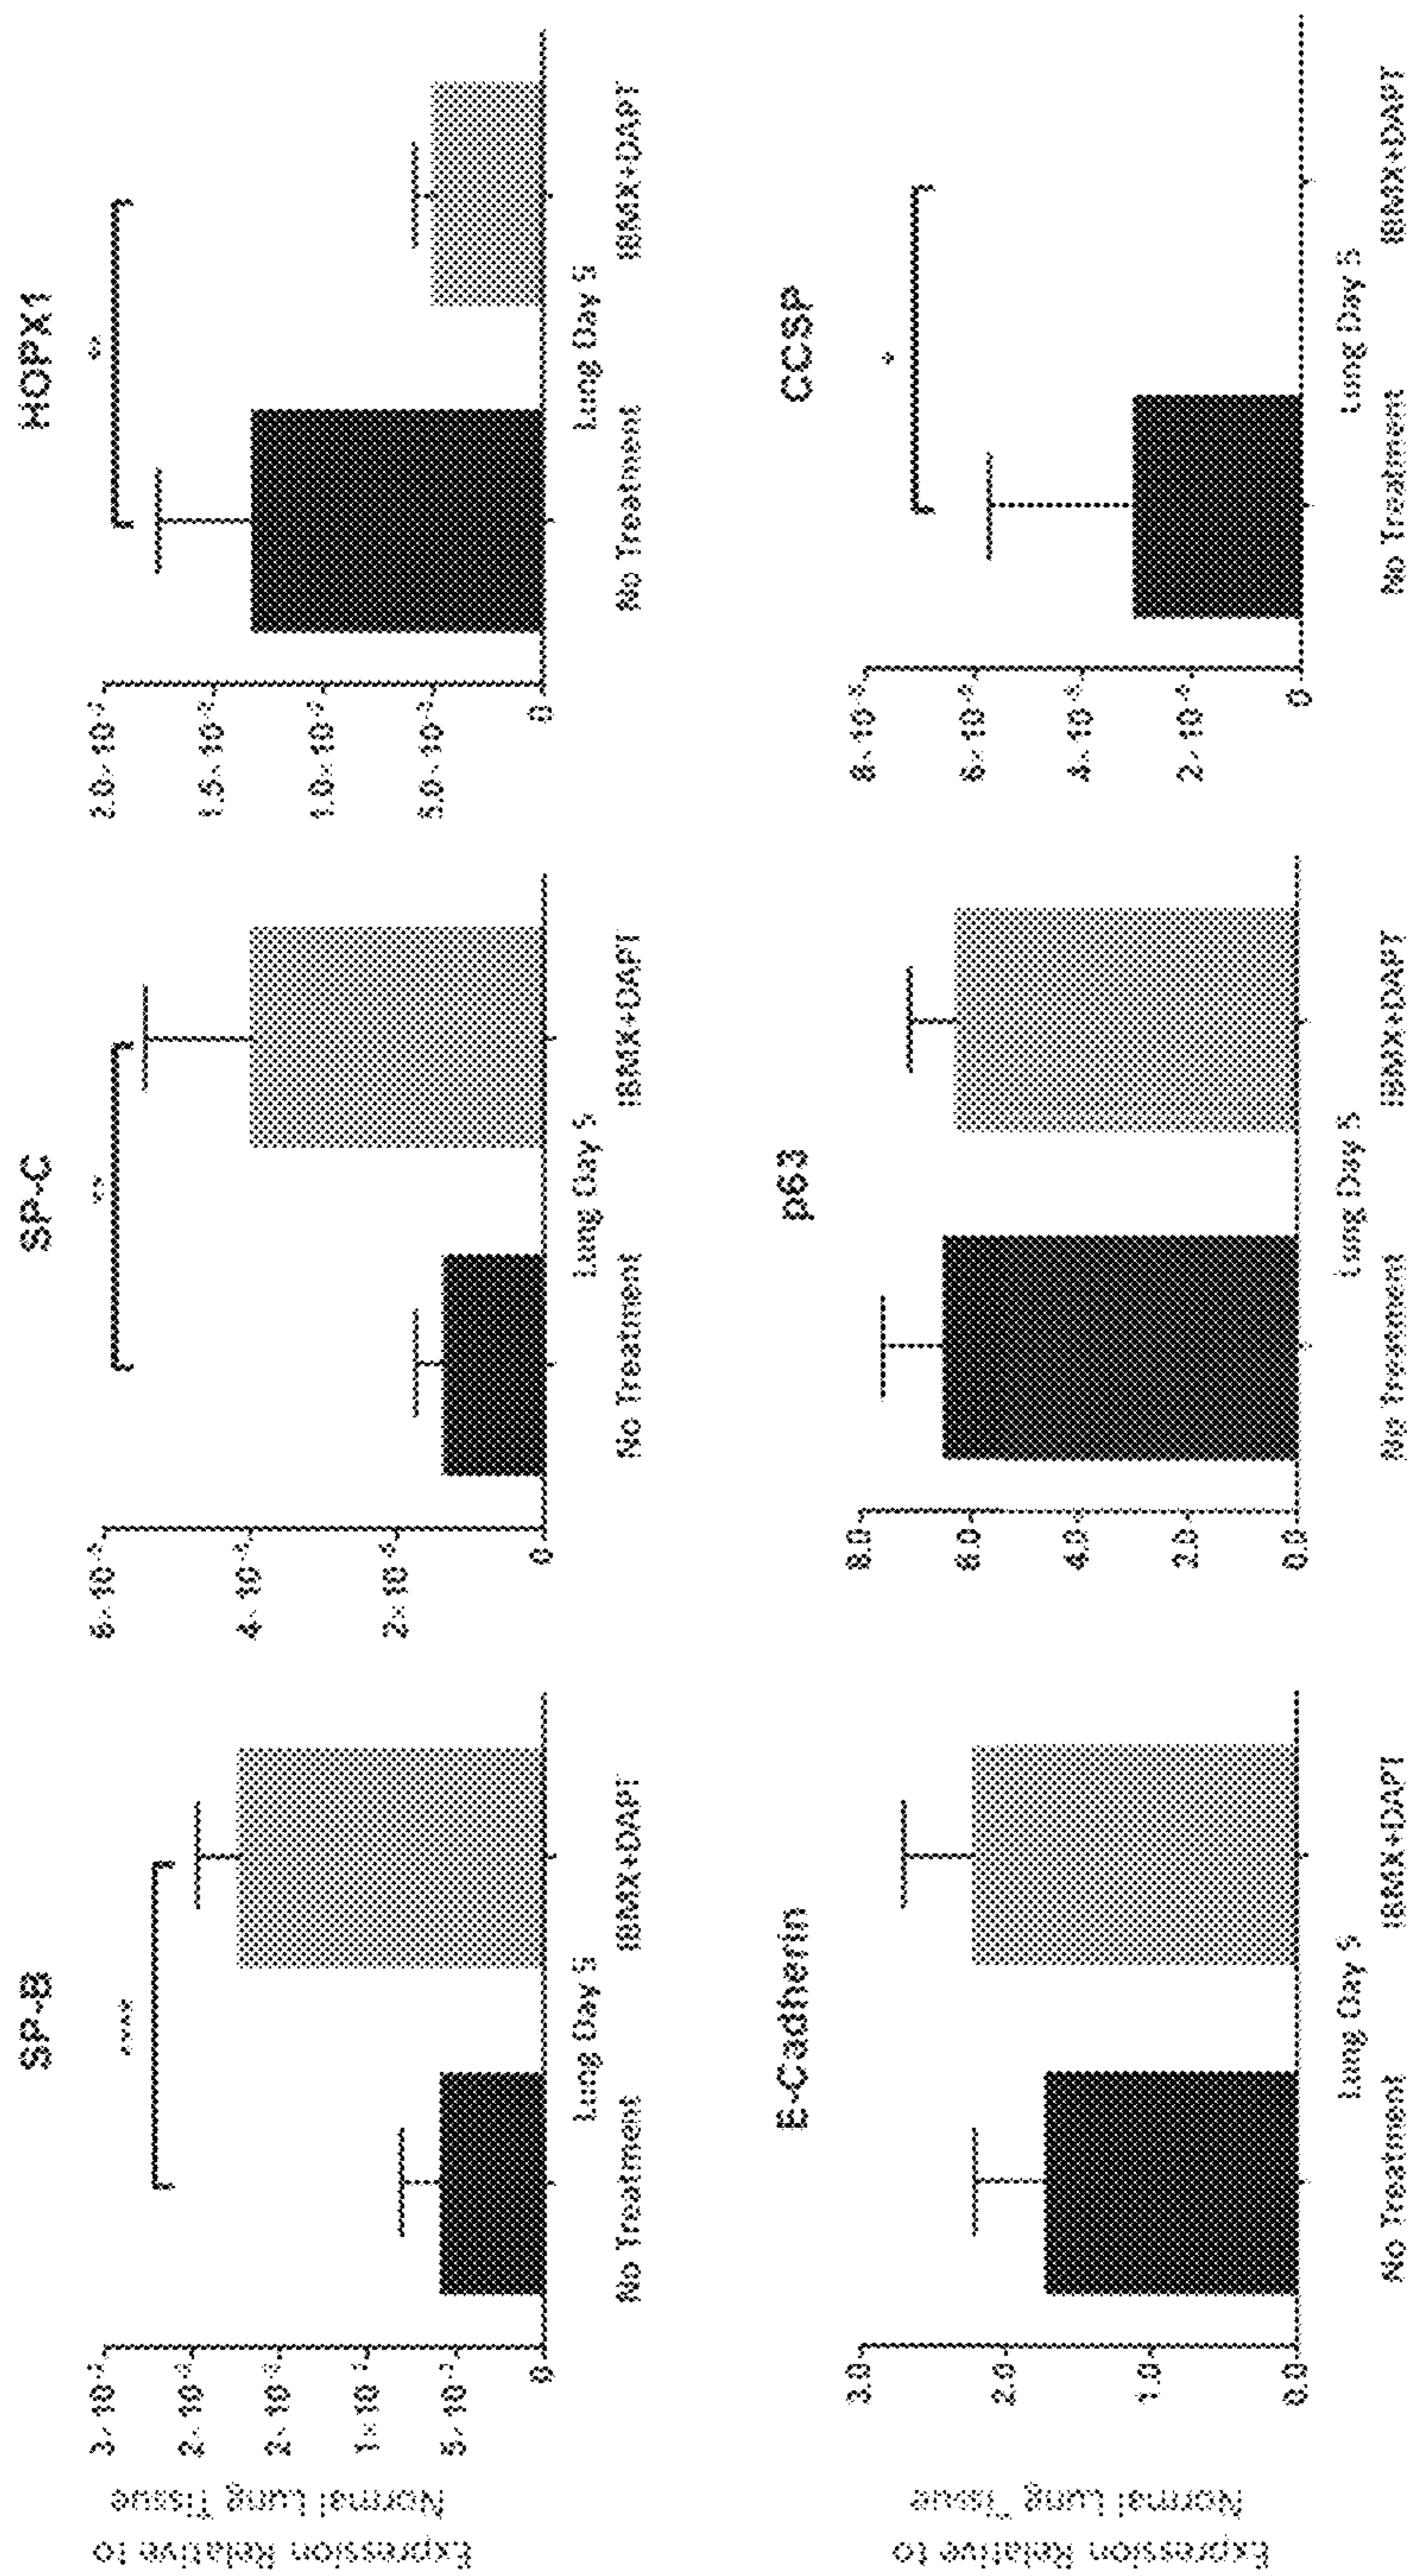 Expression Relative to
Normal Lung Tissue
SP-B
****
0
Lung Day 5
No Treatment
IBMX+DAPT
SP-C
**
0
Lung Day 5
No Treatment
IBMX+DAPT
HOPX1
**
0
Lung Day 5
No Treatment
IBMX+DAPT
Expression Relative to
Normal Lung Tissue
E-Cadherin
3.0
2.0
1.0
0.0
Lung Day 5
No Treatment
IBMX+DAPT
p63
8.0
6.0
4.0
2.0
0.0
Lung Day 5
No Treatment
IBMX+DAPT
CCSP
*
0
Lung Day 5
No Treatment
IBMX+DAPT